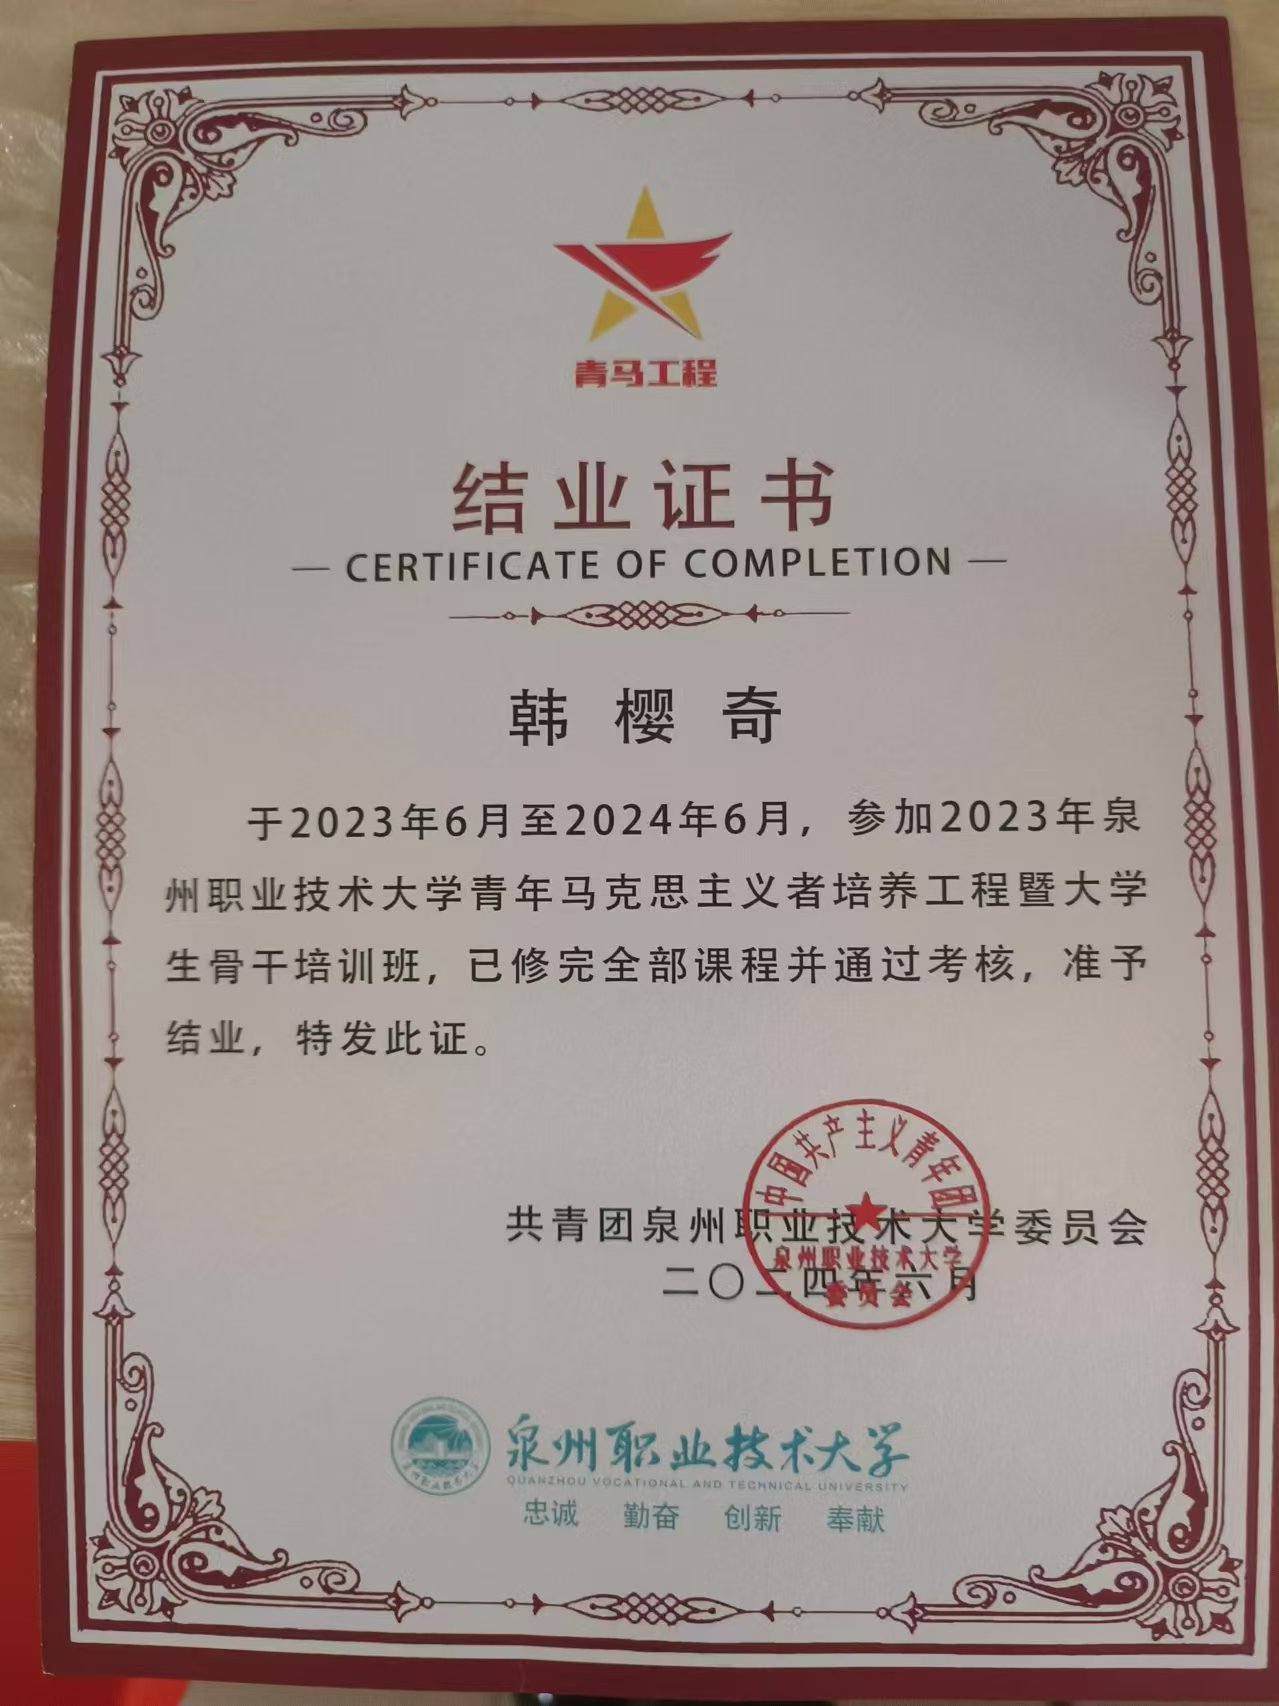 青马工程
结业证书
— CERTIFICATE OF COMPLETION —
韩樱奇
于2023年6月至2024年6月，参加2023年泉
州职业技术大学青年马克思主义者培养工程暨大学
生骨干培训班，已修完全部课程并通过考核，准予
结业，特发此证。
中国共产主义青年团
共青团泉州职业技术大学委员会
泉州职业技术大学
二〇二四年六月
委员会
泉州职业技术大学
QUANZHOU VOCATIONAL AND TECHNICAL UNIVERSITY
忠诚 勤奋 创新 奉献